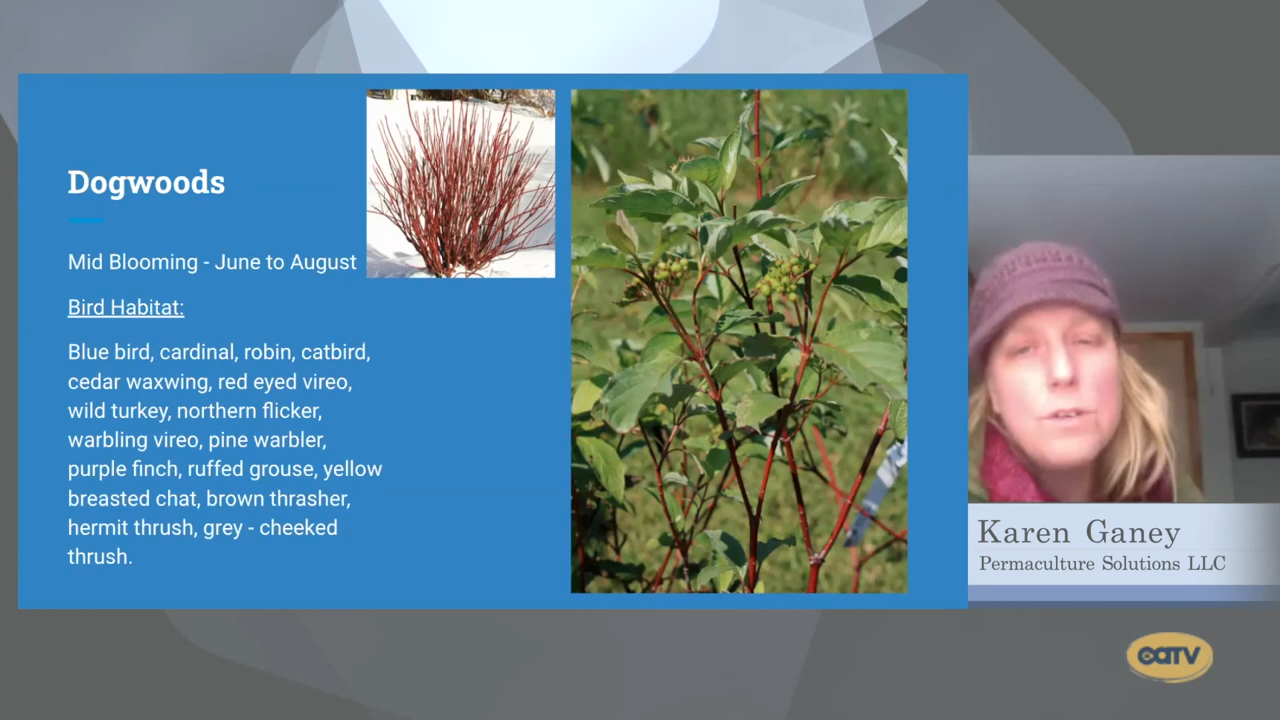 Dogwoods
Mid Blooming - June to August
Bird Habitat:
Blue bird, cardinal, robin, catbird,
cedar waxwing, red eyed vireo,
wild turkey, northern flicker,
warbling vireo, pine warbler,
purple finch, ruffed grouse, yellow
breasted chat, brown thrasher,
hermit thrush, grey - cheeked
thrush.
Karen Ganey
Permaculture Solutions LLC
CATV